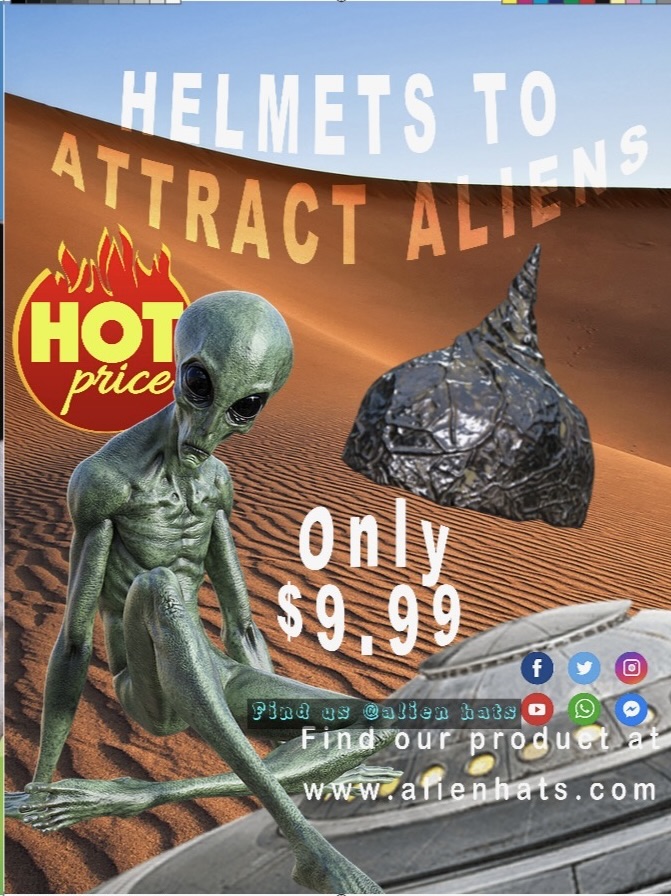 HELMETS TO
ATTRACT ALIENS
HOT
price
Only
$9.99
Find us @alien hats
Find our product at
www.alienhats.com